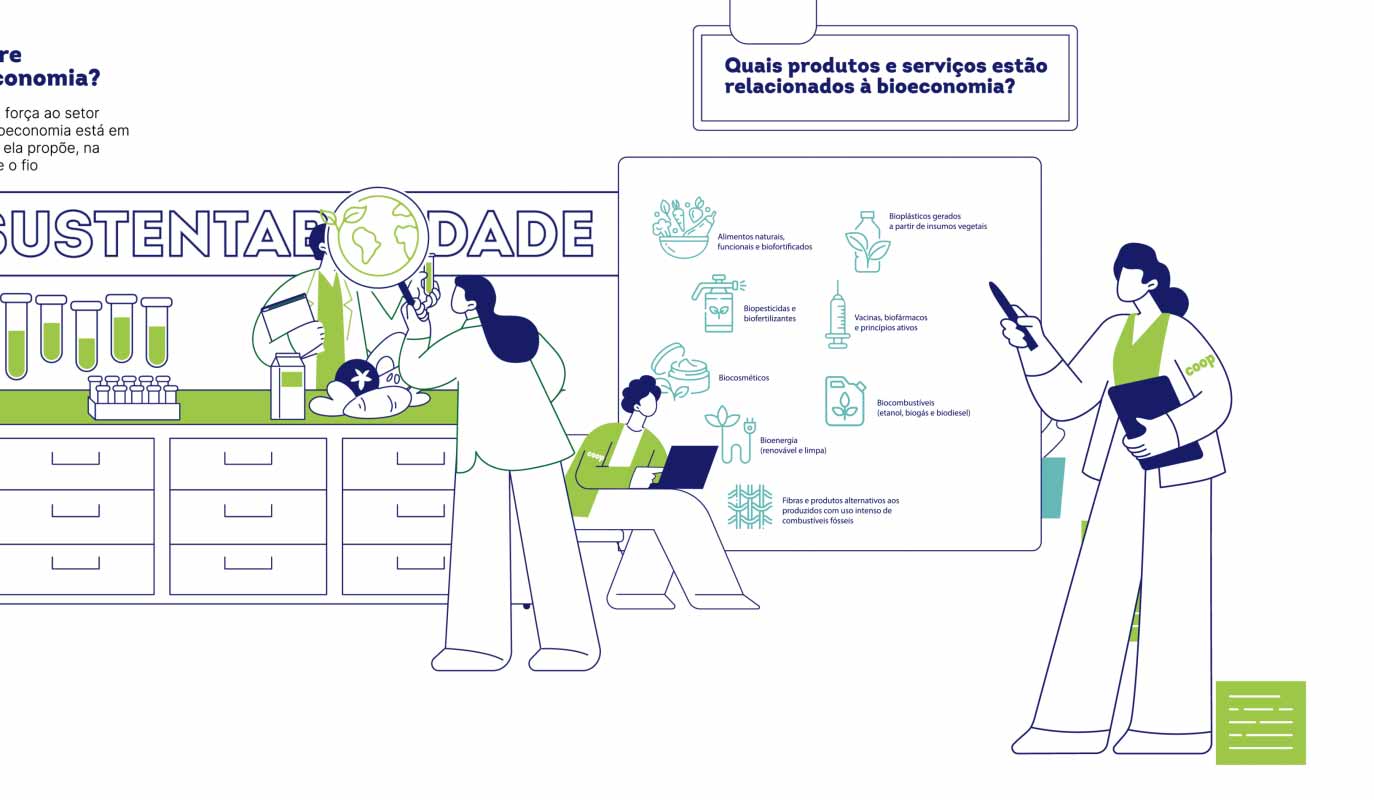 re
conomia?
força ao setor
oeconomia está em
ela propõe, na
e o fio
SUSTENTAB DADE
Quais produtos e serviços estão
relacionados à bioeconomia?
Alimentos naturais,
funcionais e biofortificados
Bioplásticos gerados
a partir de insumos vegetais
Biopesticidas e
biofertilizantes
Vacinas, biofármacos
e princípios ativos
Biocosméticos
Biocombustíveis
(etanol, biogás e biodiesel)
Bioenergia
(renovável e limpa)
Fibras e produtos alternativos aos
produzidos com uso intenso de
combustíveis fósseis
coop
coop